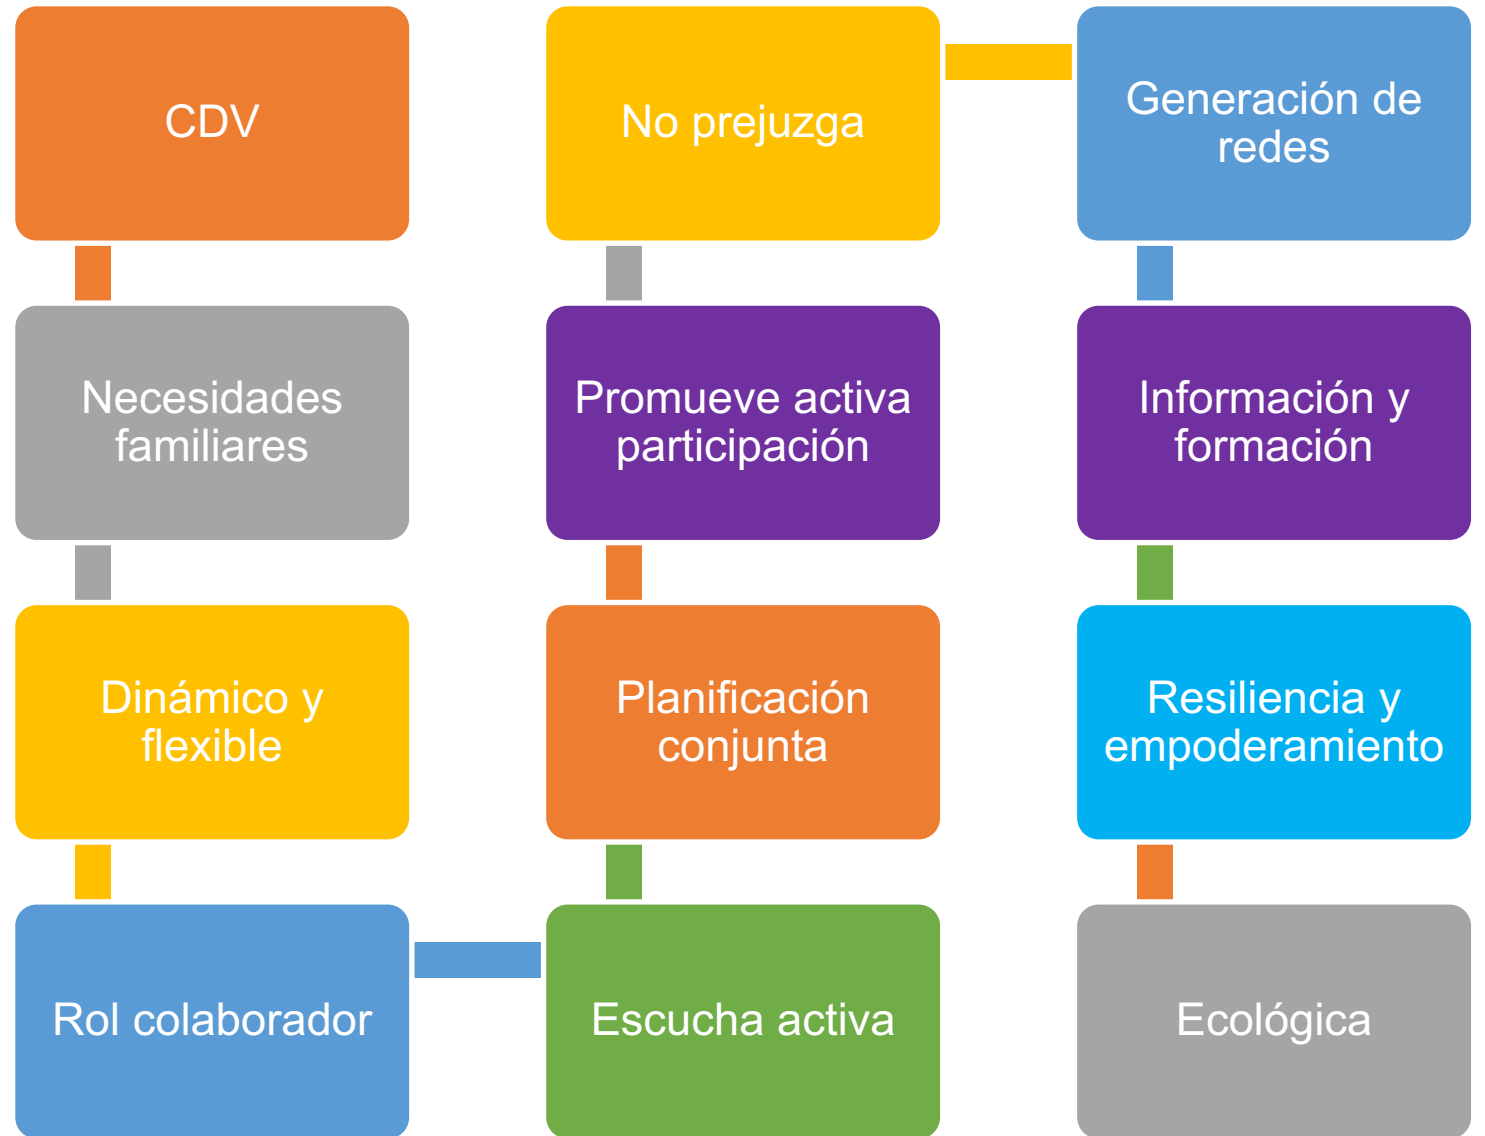 CDV
Necesidades
familiares
Dinámico y
flexible
Rol colaborador
Escucha activa
Planificación
conjunta
Promueve activa
participación
No prejuzga
Generación de
redes
Información y
formación
Resiliencia y
empoderamiento
Ecológica